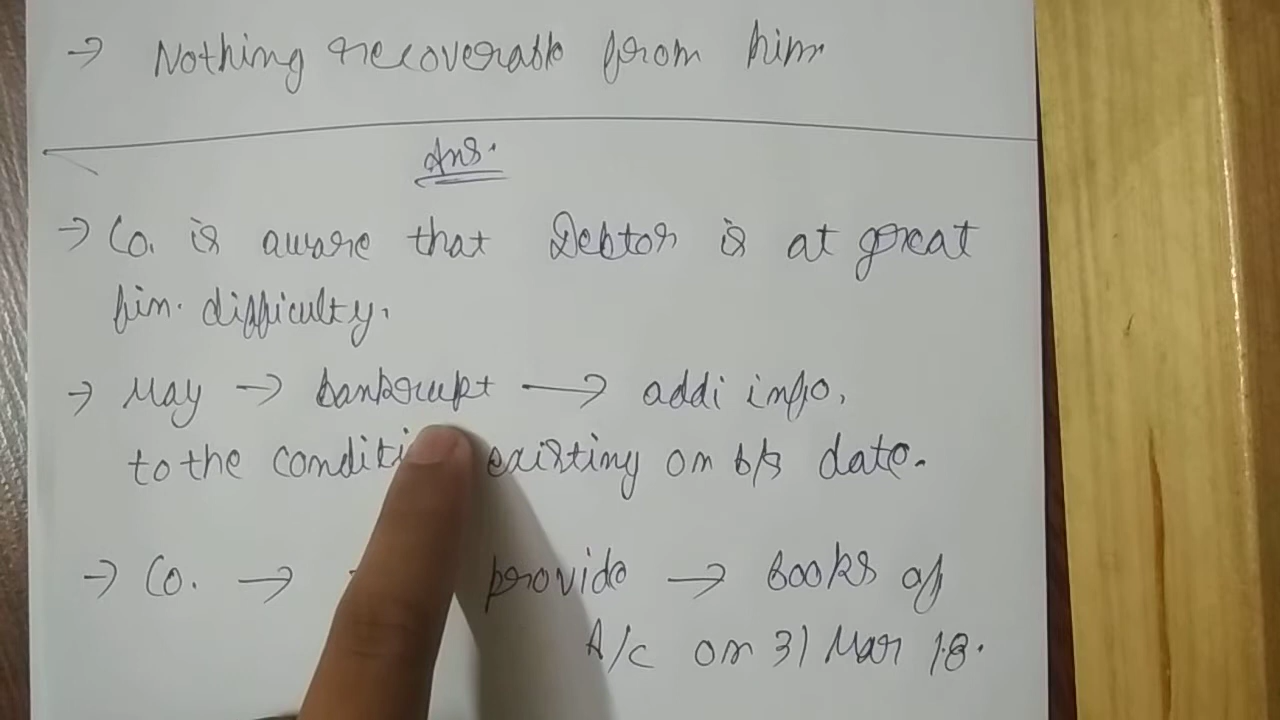 → Nothing recoverable from him
Ans.
→ Co. is aware that Debtor is at great
fin. difficulty.
→ May → bankrupt → addi info.
to the conditi existing on b/s date.
→ Co. → provide → Books of
A/c on 31 Mar 18.